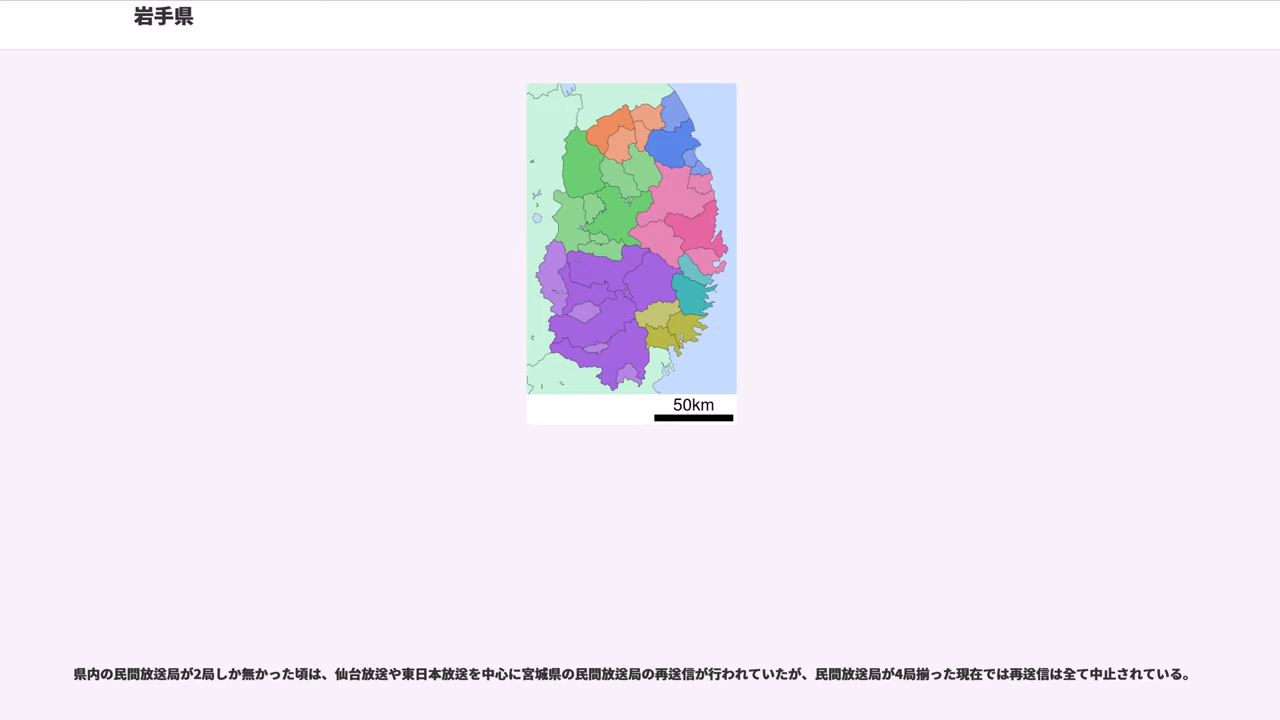 岩手県
50km
県内の民間放送局が2局しか無かった頃は、仙台放送や東日本放送を中心に宮城県の民間放送局の再送信が行われていたが、民間放送局が4局揃った現在では再送信は全て中止されている。